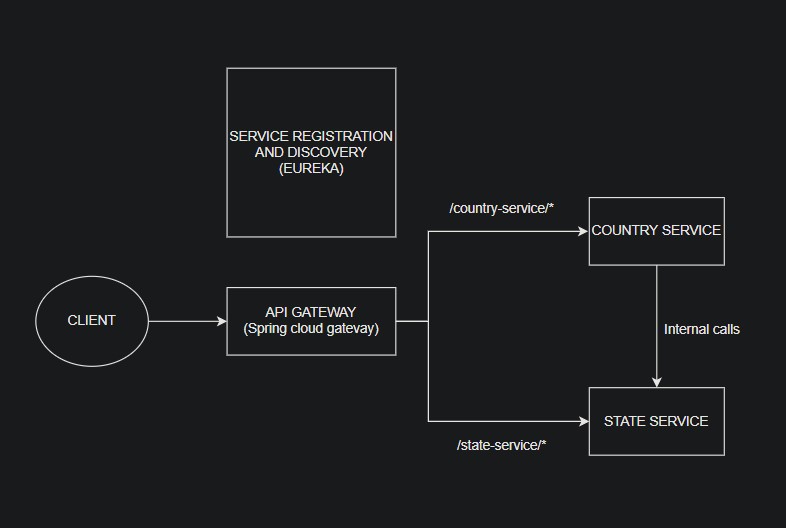 SERVICE REGISTRATION
AND DISCOVERY
(EUREKA)
/country-service/*
COUNTRY SERVICE
CLIENT
API GATEWAY
(Spring cloud gatevay)
Internal calls
STATE SERVICE
/state-service/*